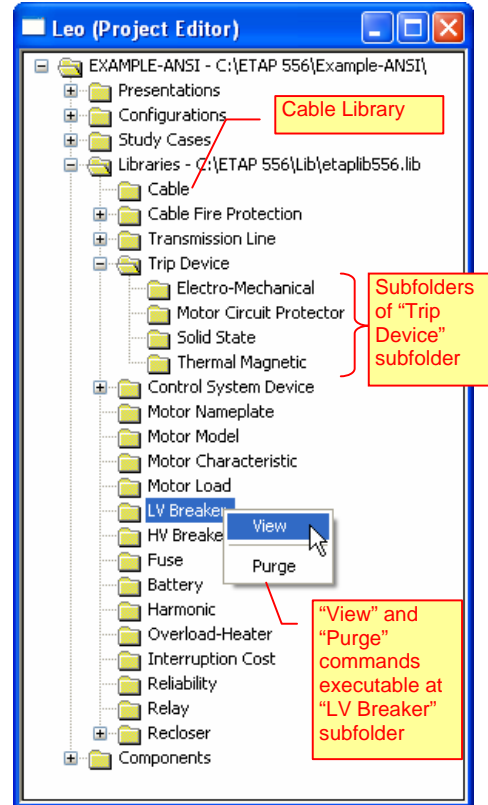 Leo (Project Editor)
EXAMPLE-ANSI - C:\ETAP 556\Example-ANSI\
Presentations
Configurations
Cable Library
Study Cases
Libraries - C:\ETAP 556\Lib\etaplib556.lib
Cable
Cable Fire Protection
Transmission Line
Trip Device
Electro-Mechanical
Motor Circuit Protector
Solid State
Thermal Magnetic
Subfolders
of “Trip
Device”
subfolder
Control System Device
Motor Nameplate
Motor Model
Motor Characteristic
Motor Load
LV Breaker
View
HV Breake
Purge
Fuse
Battery
Harmonic
Overload-Heater
Interruption Cost
Reliability
Relay
Recloser
Components
“View” and
“Purge”
commands
executable at
“LV Breaker”
subfolder